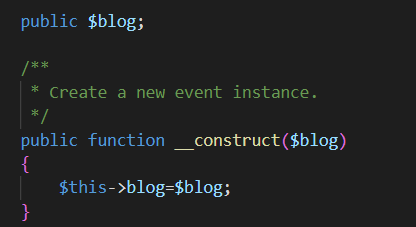 public $blog;
/**
* Create a new event instance.
*/
public function __construct($blog)
{
$this->blog=$blog;
}